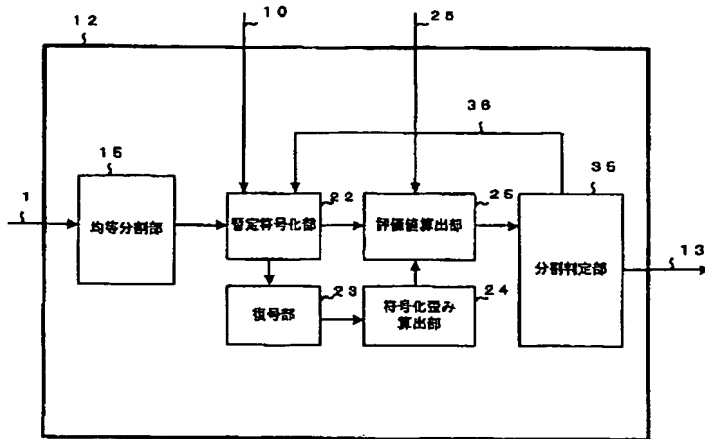 12
10
28
36
15
35
1
均等分割部
22
暫定符号化部
25
評価値算出部
分割判定部
13
23
復号部
24
符号化歪み
算出部